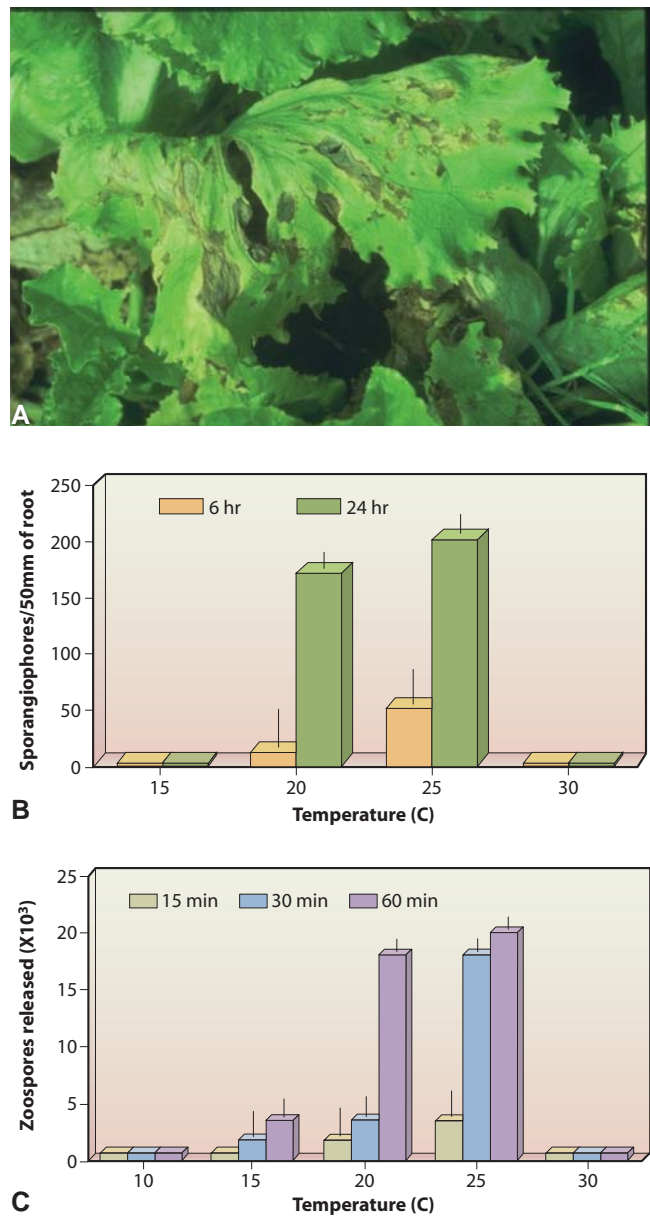 A
250
6 hr 24 hr
200
150
100
50
0
Sporangiophores/50mm of root
15 20 25 30
Temperature (C)
B
25
15 min 30 min 60 min
20
15
10
5
0
Zoospores released (X10³)
10 15 20 25 30
Temperature (C)
C